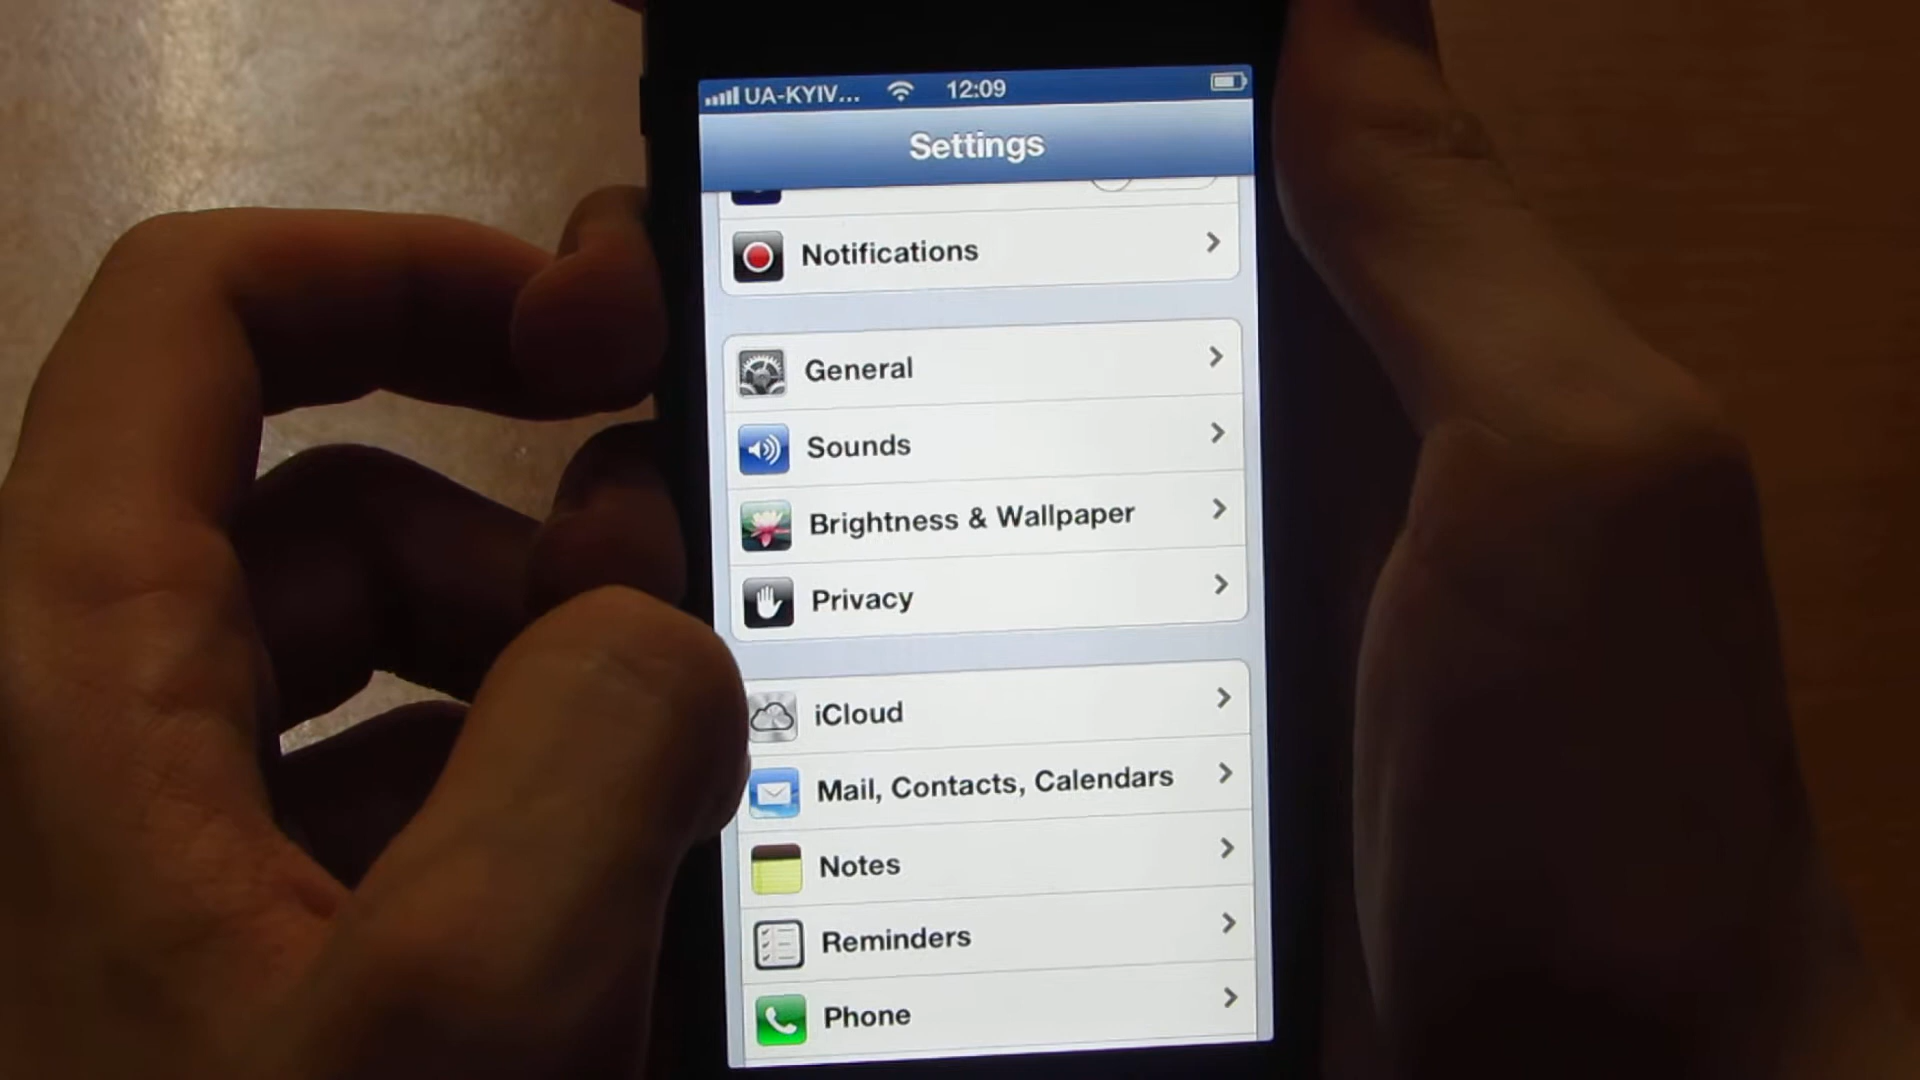 UA-KYIV... 12:09
Settings
Notifications
General
Sounds
Brightness & Wallpaper
Privacy
iCloud
Mail, Contacts, Calendars
Notes
Reminders
Phone